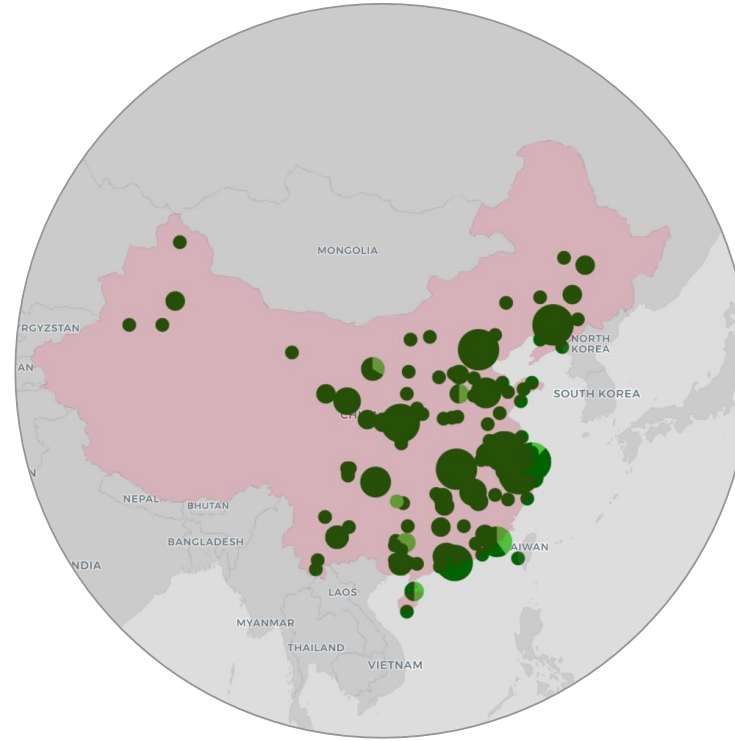 MONGOLIA
RGYZSTAN
NORTH
KOREA
AN
SOUTH KOREA
N
NEPAL
BHUTAN
BANGLADESH
AIWAN
NDIA
LAOS
MYANMAR
THAILAND
VIETNAM